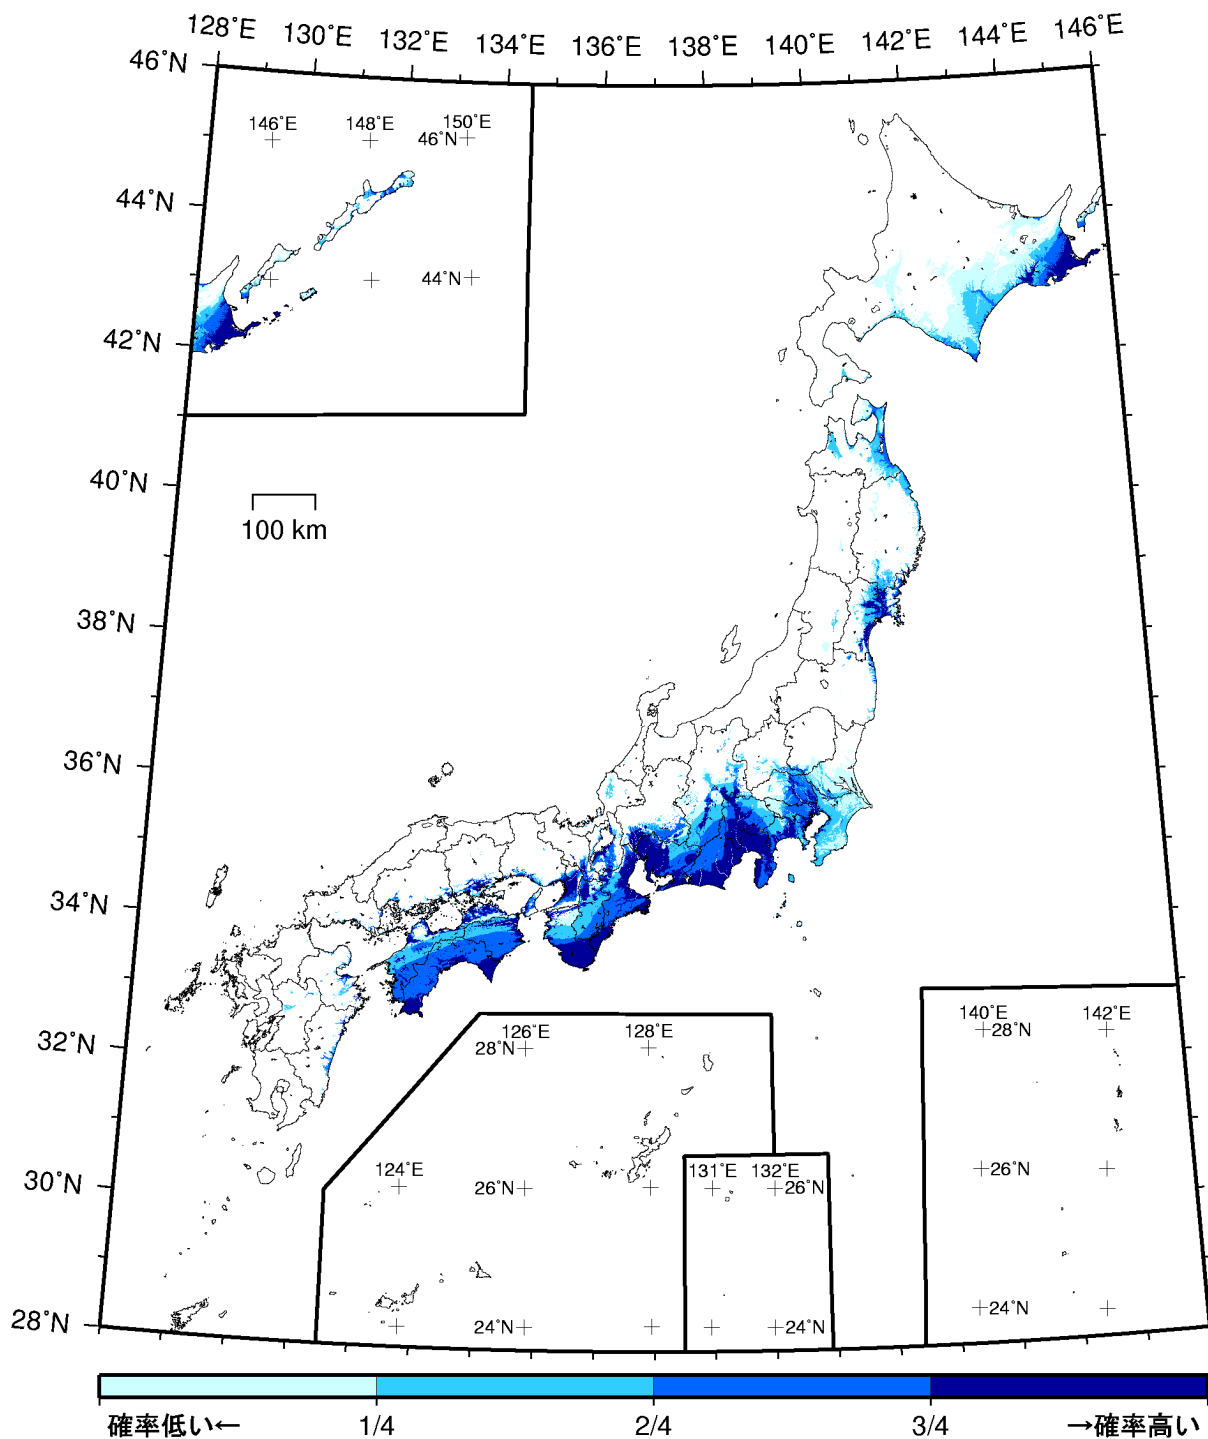 128°E 130°E 132°E 134°E 136°E 138°E 140°E 142°E 144°E 146°E
46°N
146°E 148°E 150°E
46°N
44°N
44°N
42°N
40°N
100 km
38°N
36°N
34°N
32°N
126°E 128°E
28°N
140°E 142°E
28°N
30°N
124°E
26°N
131°E 132°E
26°N
26°N
28°N
24°N
24°N
24°N
確率低い← 1/4 2/4 3/4 →確率高い